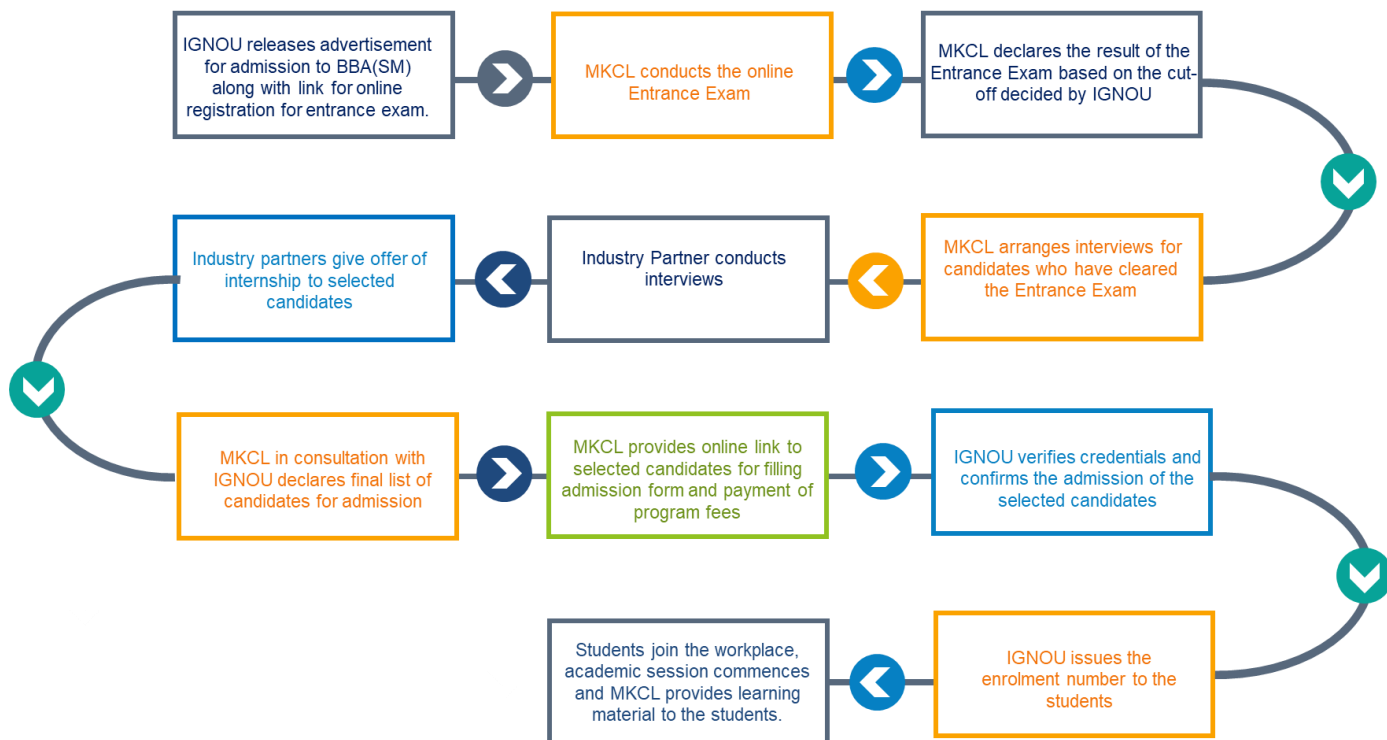 IGNOU releases advertisement
for admission to BBA(SM)
along with link for online
registration for entrance exam.
MKCL conducts the online
Entrance Exam
MKCL declares the result of the
Entrance Exam based on the cut-
off decided by IGNOU
MKCL arranges interviews for
candidates who have cleared
the Entrance Exam
Industry Partner conducts
interviews
Industry partners give offer of
internship to selected
candidates
MKCL in consultation with
IGNOU declares final list of
candidates for admission
MKCL provides online link to
selected candidates for filling
admission form and payment of
program fees
IGNOU verifies credentials and
confirms the admission of the
selected candidates
IGNOU issues the
enrolment number to the
students
Students join the workplace,
academic session commences
and MKCL provides learning
material to the students.